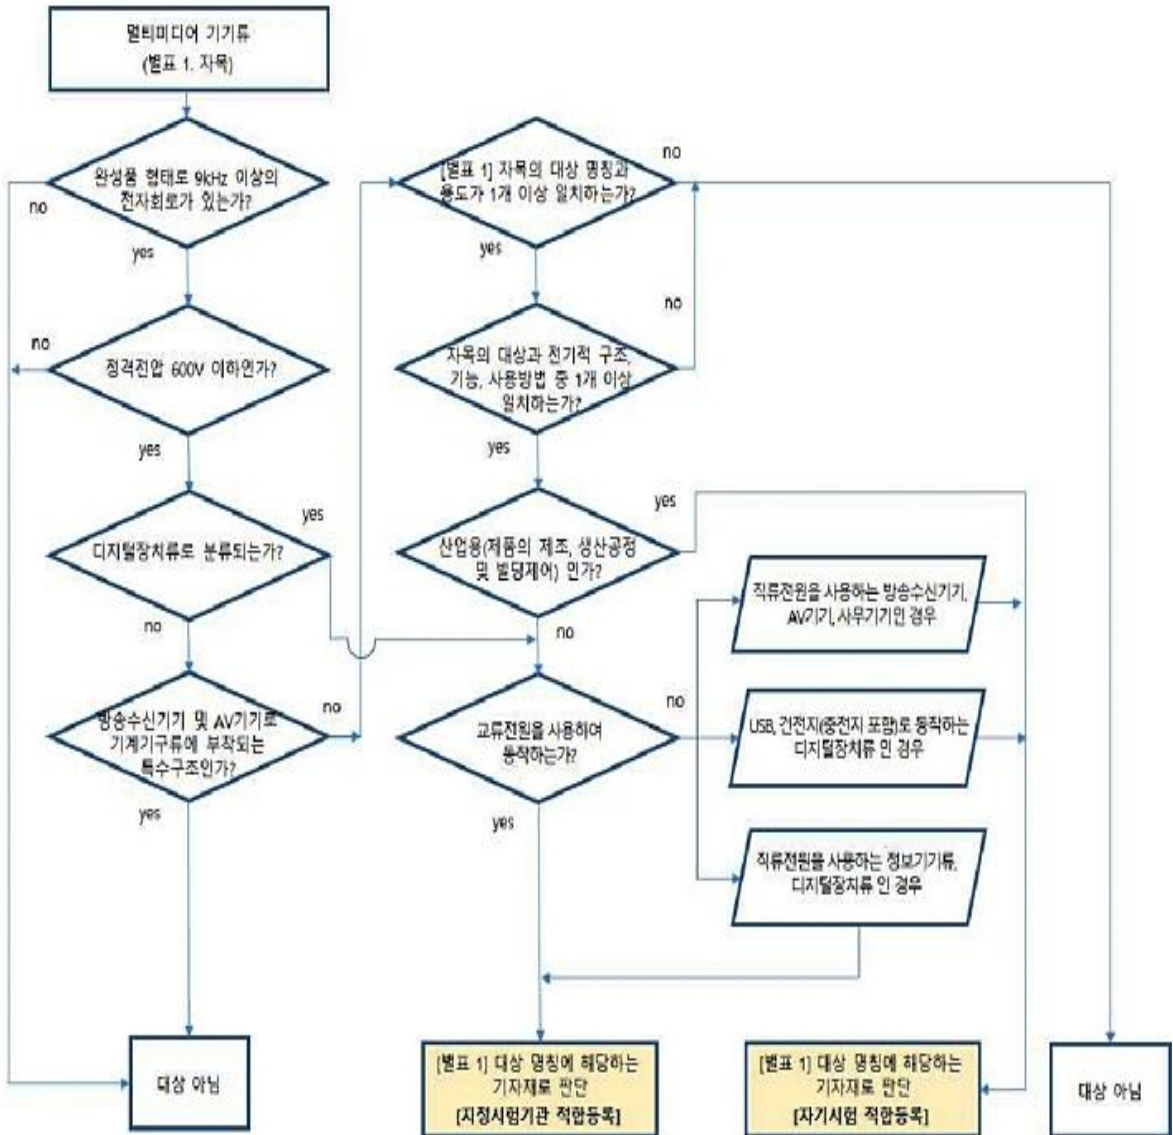 멀티미디어 기기류
(별표 1. 자목)
완성품 형태로 9kHz 이상의
전자회로가 있는가?
no
yes
정격전압 600V 이하인가?
no
yes
디지털장치류로 분류되는가?
yes
no
방송수신기기 및 AV기기로
기계기구류에 부착되는
특수구조인가?
no
yes
대상 아님
[별표 1] 자목의 대상 명칭과
용도가 1개 이상 일치하는가?
no
yes
자목의 대상과 전기적 구조,
기능, 사용방법 중 1개 이상
일치하는가?
no
yes
산업용(제품의 제조, 생산공정
및 빌딩제어) 인가?
yes
no
교류전원을 사용하여
동작하는가?
no
yes
직류전원을 사용하는 방송수신기기,
AV기기, 사무기기인 경우
USB, 건전지(충전지 포함)로 동작하는
디지털장치류 인 경우
직류전원을 사용하는 정보기기류,
디지털장치류 인 경우
[별표 1] 대상 명칭에 해당하는
기자재로 판단
[지정시험기관 적합등록]
[별표 1] 대상 명칭에 해당하는
기자재로 판단
[자기시험 적합등록]
대상 아님